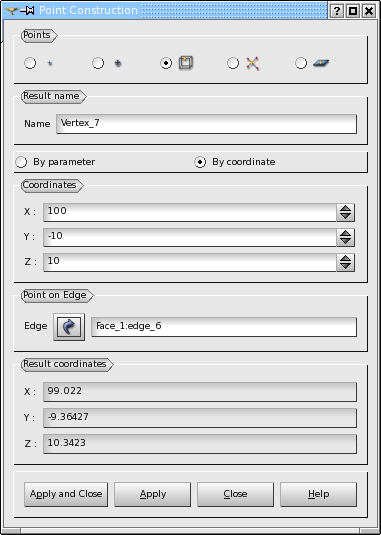 Point Construction
Points
Result name
Name Vertex_7
By parameter By coordinate
Coordinates
X : 100
Y : -10
Z : 10
Point on Edge
Edge Face_1:edge_6
Result coordinates
X : 99.022
Y : -9.36427
Z : 10.3423
Apply and Close Apply Close Help